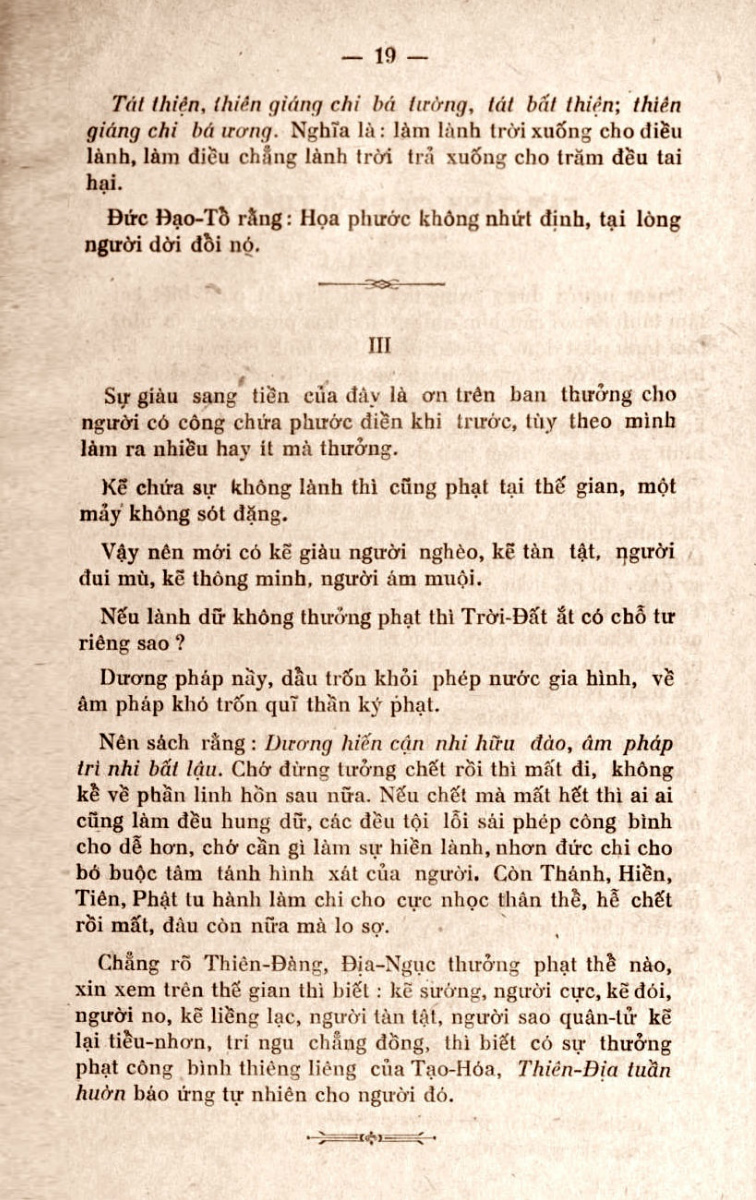 — 19 —
Tát thiện, thiên giáng chi bá tường, tát bất thiện; thiên
giáng chi bá ương. Nghĩa là : làm lành trời xuống cho điều
lành, làm điều chẳng lành trời trả xuống cho trăm đều tai
hại.
Đức Đạo-Tổ rằng : Họa phước không nhứt định, tại lòng
người dời đổi nó.
III
Sự giàu sang tiền của đây là ơn trên ban thưởng cho
người có công chứa phước điền khi trước, tùy theo mình
làm ra nhiều hay ít mà thưởng.
Kẽ chứa sự không lành thì cũng phạt tại thế gian, một
mảy không sót đặng.
Vậy nên mới có kẽ giàu người nghèo, kẽ tàn tật, người
đui mù, kẽ thông minh, người ám muội.
Nếu lành dữ không thưởng phạt thì Trời-Đất ắt có chỗ tư
riêng sao ?
Dương pháp nầy, dầu trốn khỏi phép nước gia hình, về
âm pháp khó trốn quĩ thần ký phạt.
Nên sách rằng : Dương hiến cận nhi hữu đào, âm pháp
trì nhi bất lậu. Chớ đừng tưởng chết rồi thì mất đi, không
kể về phần linh hồn sau nữa. Nếu chết mà mất hết thì ai ai
cũng làm đều hung dữ, các đều tội lỗi sái phép công bình
cho dễ hơn, chớ cần gì làm sự hiền lành, nhơn đức chi cho
bó buộc tâm tánh hình xát của người. Còn Thánh, Hiền,
Tiên, Phật tu hành làm chi cho cực nhọc thân thể, hễ chết
rồi mất, đâu còn nữa mà lo sợ.
Chẳng rõ Thiên-Đàng, Địa-Ngục thưởng phạt thể nào,
xin xem trên thế gian thì biết : kẽ sướng, người cực, kẽ đói,
người no, kẽ liềng lạc, người tàn tật, người sao quân-tử kẽ
lại tiểu-nhơn, trí ngu chẳng đồng, thì biết có sự thưởng
phạt công bình thiêng liêng của Tạo-Hóa, Thiên-Địa tuần
huờn báo ứng tự nhiên cho người đó.